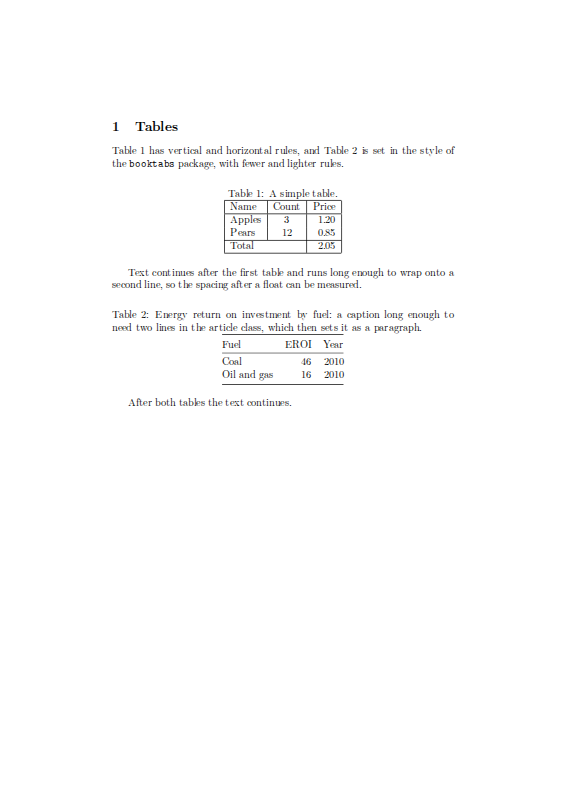 1 Tables
Table 1 has vertical and horizontal rules, and Table 2 is set in the style of
the booktabs package, with fewer and lighter rules.
Table 1: A simple table.
Name Count Price
Apples 3 1.20
Pears 12 0.85
Total 2.05
Text continues after the first table and runs long enough to wrap onto a
second line, so the spacing after a float can be measured.
Table 2: Energy return on investment by fuel: a caption long enough to
need two lines in the article class, which then sets it as a paragraph.
Fuel EROI Year
Coal 46 2010
Oil and gas 16 2010
After both tables the text continues.